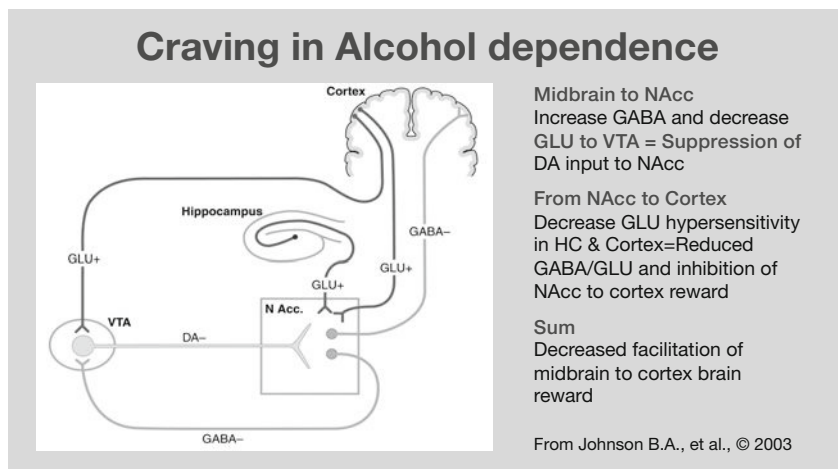 Craving in Alcohol dependence
Cortex
Hippocampus
GABA–
GLU+
GLU+
GLU+
VTA
N Acc.
DA–
GABA–
Midbrain to NAcc
Increase GABA and decrease
GLU to VTA = Suppression of
DA input to NAcc
From NAcc to Cortex
Decrease GLU hypersensitivity
in HC & Cortex=Reduced
GABA/GLU and inhibition of
NAcc to cortex reward
Sum
Decreased facilitation of
midbrain to cortex brain
reward
From Johnson B.A., et al., © 2003